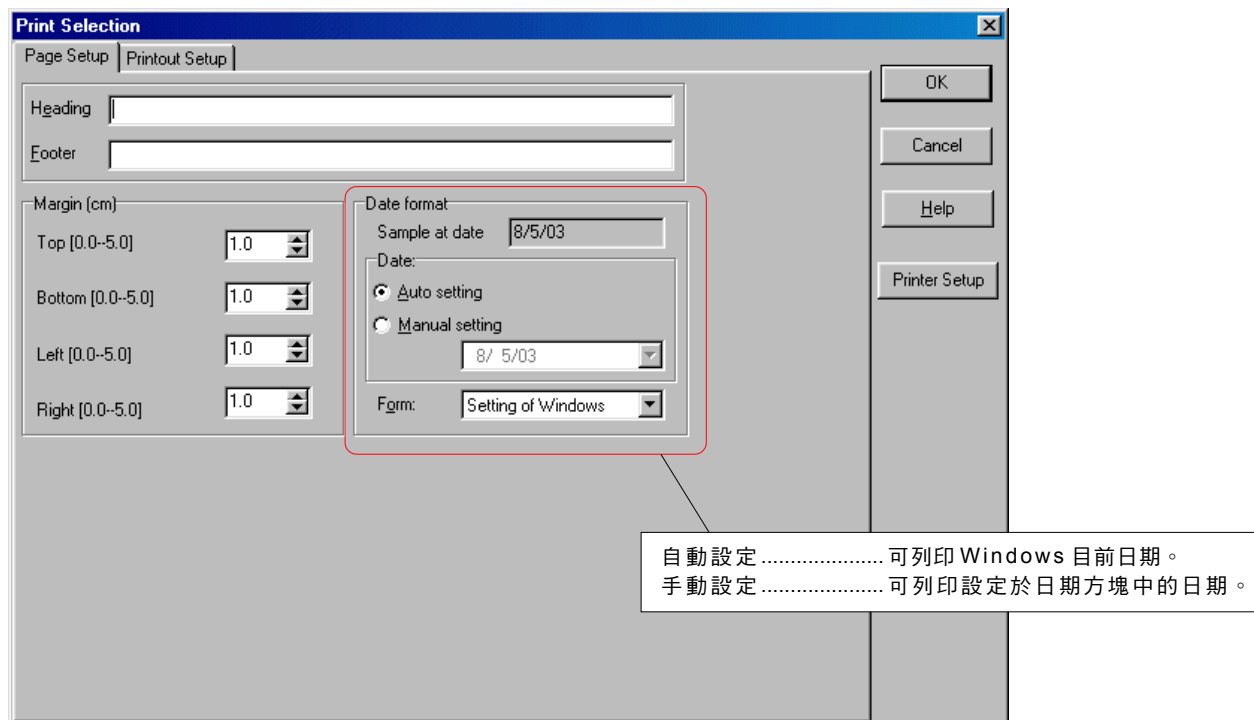 Print Selection
Page Setup
Printout Setup
Heading
Footer
OK
Cancel
Help
Printer Setup
Margin (cm)
Top [0.0--5.0] 1.0
Bottom [0.0--5.0] 1.0
Left [0.0--5.0] 1.0
Right [0.0--5.0] 1.0
Date format
Sample at date 8/5/03
Date:
Auto setting
Manual setting
8/ 5/03
Form: Setting of Windows
自動設定.....................可列印 Windows 目前日期。
手動設定.....................可列印設定於日期方塊中的日期。